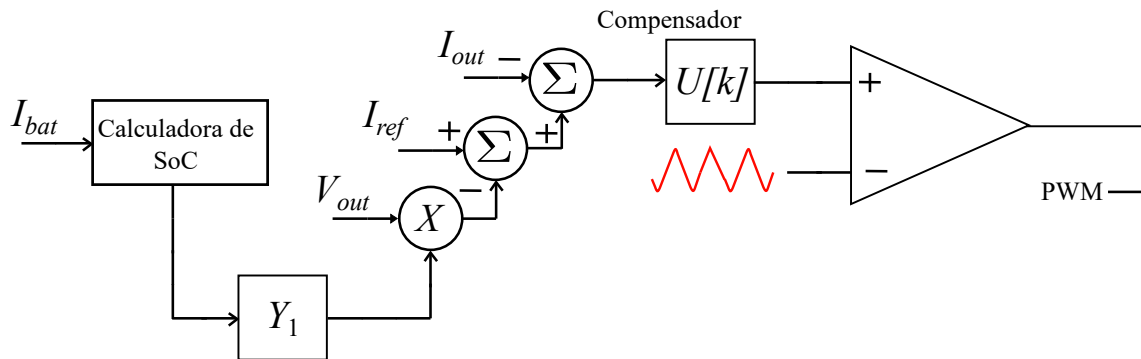 Compensador
I_out
−
Σ
U[k]
+
I_bat
Calculadora de
SoC
I_ref
+
Σ
+
−
V_out
X
−
PWM
Y_1